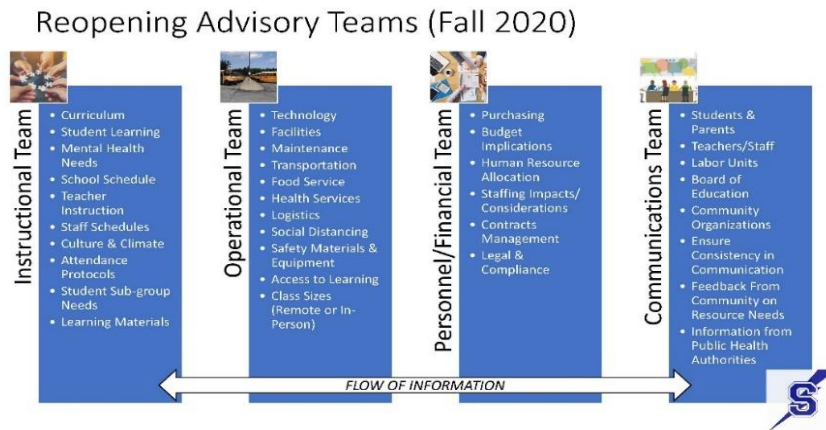 Reopening Advisory Teams (Fall 2020)
Instructional Team
• Curriculum
• Student Learning
• Mental Health
Needs
• School Schedule
• Teacher
Instruction
• Staff Schedules
• Culture & Climate
• Attendance
Protocols
• Student Sub-group
Needs
• Learning Materials
Operational Team
• Technology
• Facilities
• Maintenance
• Transportation
• Food Service
• Health Services
• Logistics
• Social Distancing
• Safety Materials &
Equipment
• Access to Learning
• Class Sizes
(Remote or In-
Person)
Personnel/Financial Team
• Purchasing
• Budget
Implications
• Human Resource
Allocation
• Staffing Impacts/
Considerations
• Contracts
Management
• Legal &
Compliance
Communications Team
• Students &
Parents
• Teachers/Staff
• Labor Units
• Board of
Education
• Community
Organizations
• Ensure
Consistency in
Communication
• Feedback From
Community on
Resource Needs
• Information from
Public Health
Authorities
FLOW OF INFORMATION
S